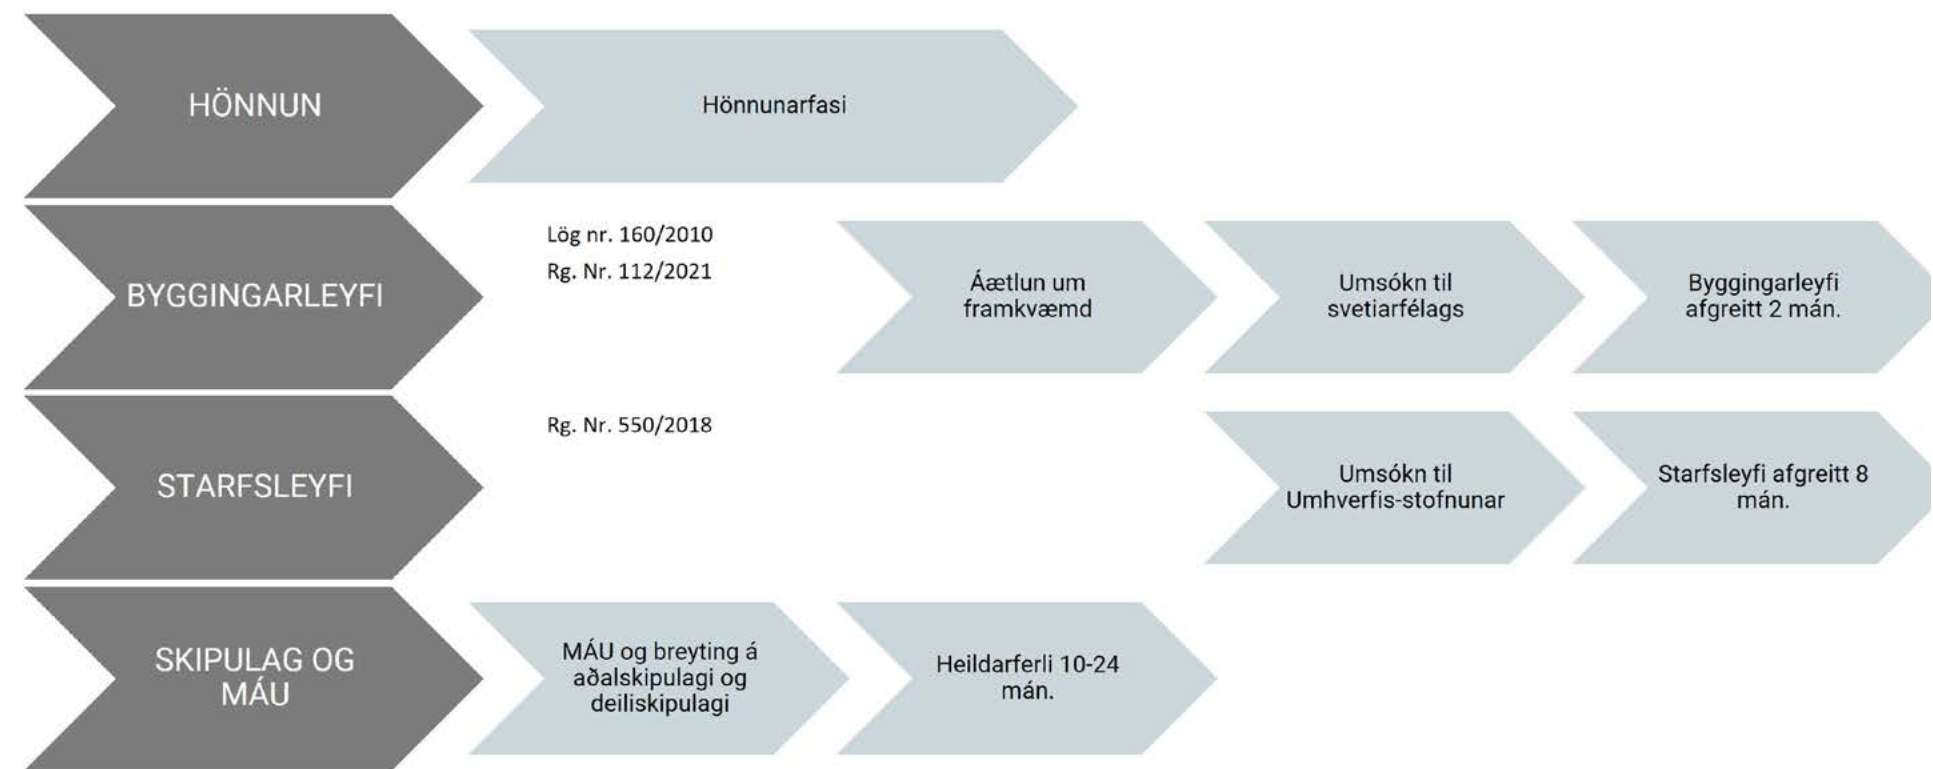 HÖNNUN
Hönnunarfasi
BYGGINGARLEYFI
Lög nr. 160/2010
Rg. Nr. 112/2021
Áætlun um
framkvæmd
Umsókn til
svetiarfélags
Byggingarleyfi
afgreitt 2 mán.
STARFSLEYFI
Rg. Nr. 550/2018
Umsókn til
Umhverfis-stofnunar
Starfsleyfi afgreitt 8
mán.
SKIPULAG OG
MÁU
MÁU og breyting á
aðalskipulagi og
deiliskipulagi
Heildarferli 10-24
mán.